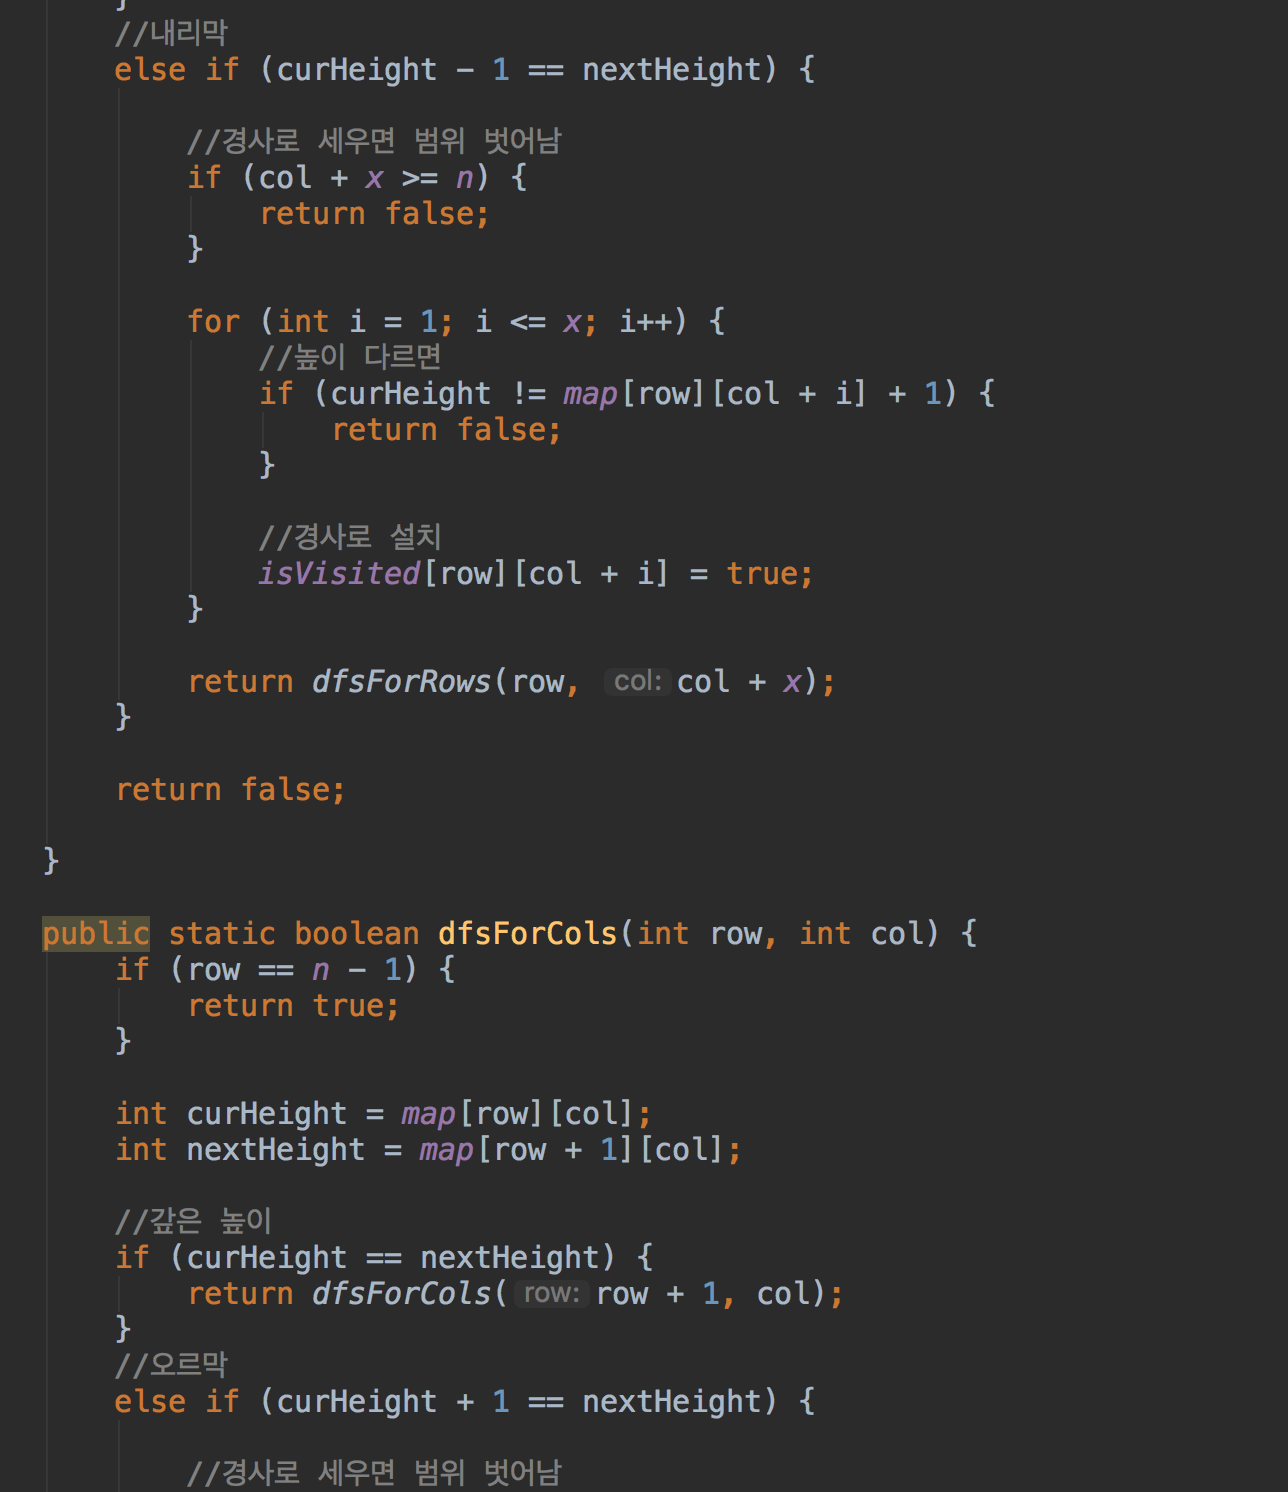 }
//내리막
else if (curHeight - 1 == nextHeight) {
//경사로 세우면 범위 벗어남
if (col + x >= n) {
return false;
}
for (int i = 1; i <= x; i++) {
//높이 다르면
if (curHeight != map[row][col + i] + 1) {
return false;
}
//경사로 설치
isVisited[row][col + i] = true;
}
return dfsForRows(row, col: col + x);
}
return false;
}
public static boolean dfsForCols(int row, int col) {
if (row == n - 1) {
return true;
}
int curHeight = map[row][col];
int nextHeight = map[row + 1][col];
//갚은 높이
if (curHeight == nextHeight) {
return dfsForCols( row: row + 1, col);
}
//오르막
else if (curHeight + 1 == nextHeight) {
//경사로 세우면 범위 벗어남